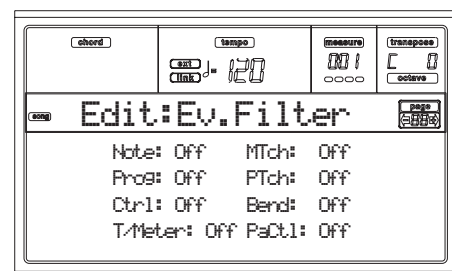 chord tempo measure transpose
ext link ♩= 120 001 C 0
octave
song Edit:Ev.Filter page
Note: Off MTch: Off
Prog: Off PTch: Off
Ctrl: Off Bend: Off
T/Meter: Off PaCtl: Off